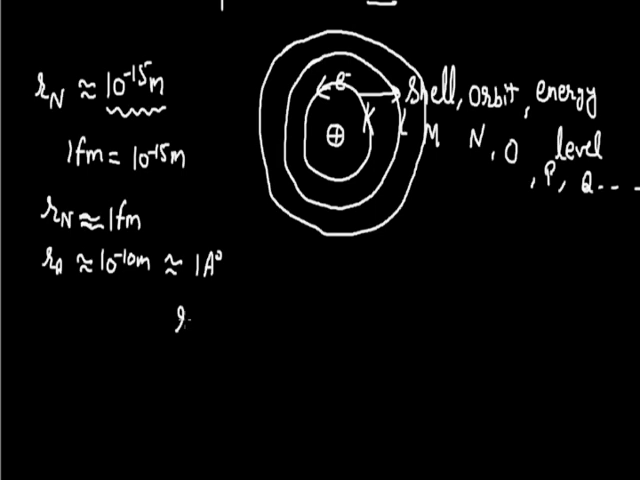 r_N ≈ 10^-15 m
1fm = 10^-15 m
r_N ≈ 1fm
r_A ≈ 10^-10 m ≈ 1A°
e⁻
⊕
Shell, orbit, energy
level
K L M N, O
, P, Q ....